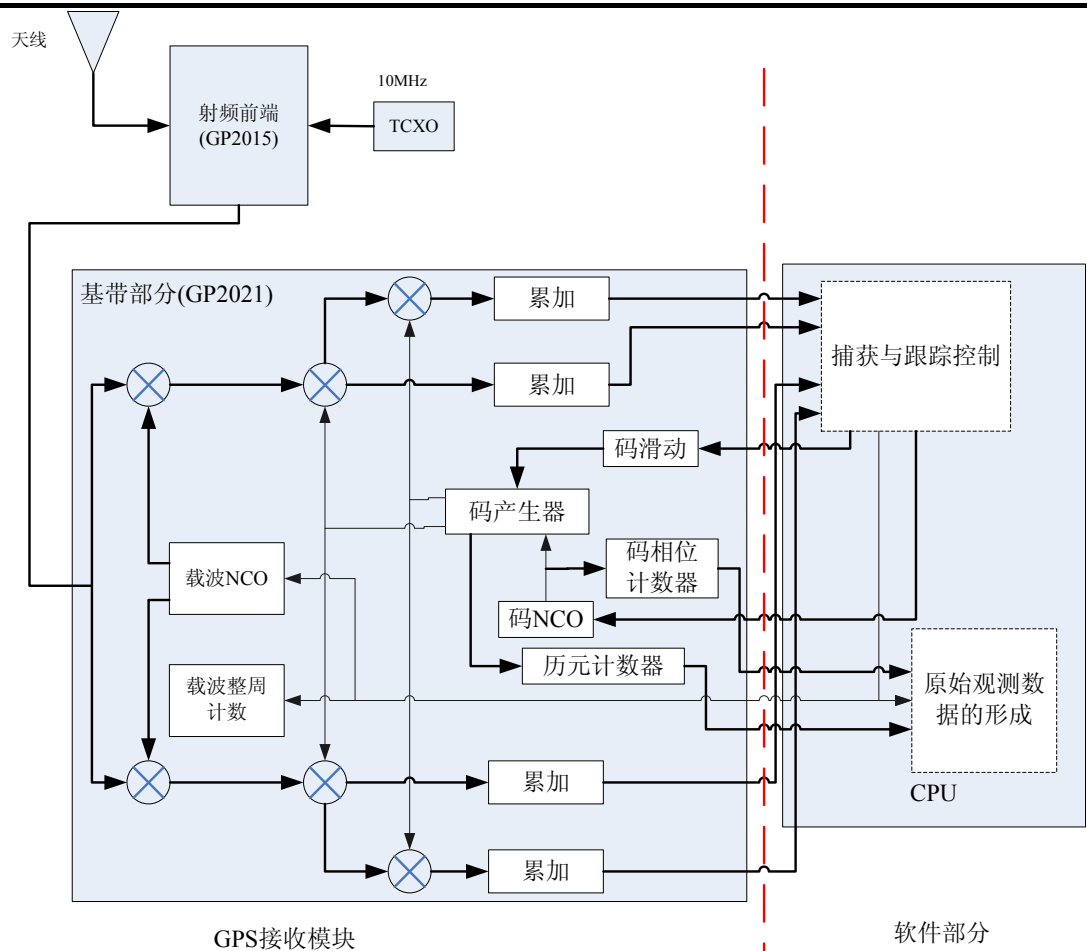 天线
射频前端
(GP2015)
10MHz
TCXO
基带部分(GP2021)
累加
累加
捕获与跟踪控制
码滑动
码产生器
载波NCO
码相位
计数器
码NCO
历元计数器
载波整周
计数
原始观测数
据的形成
累加
CPU
累加
GPS接收模块
软件部分